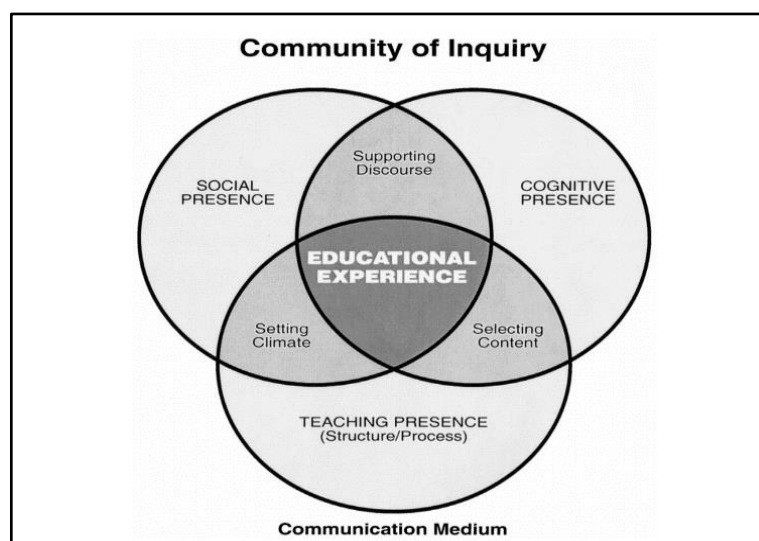 Community of Inquiry
Supporting
Discourse
SOCIAL
PRESENCE
COGNITIVE
PRESENCE
EDUCATIONAL
EXPERIENCE
Setting
Climate
Selecting
Content
TEACHING PRESENCE
(Structure/Process)
Communication Medium